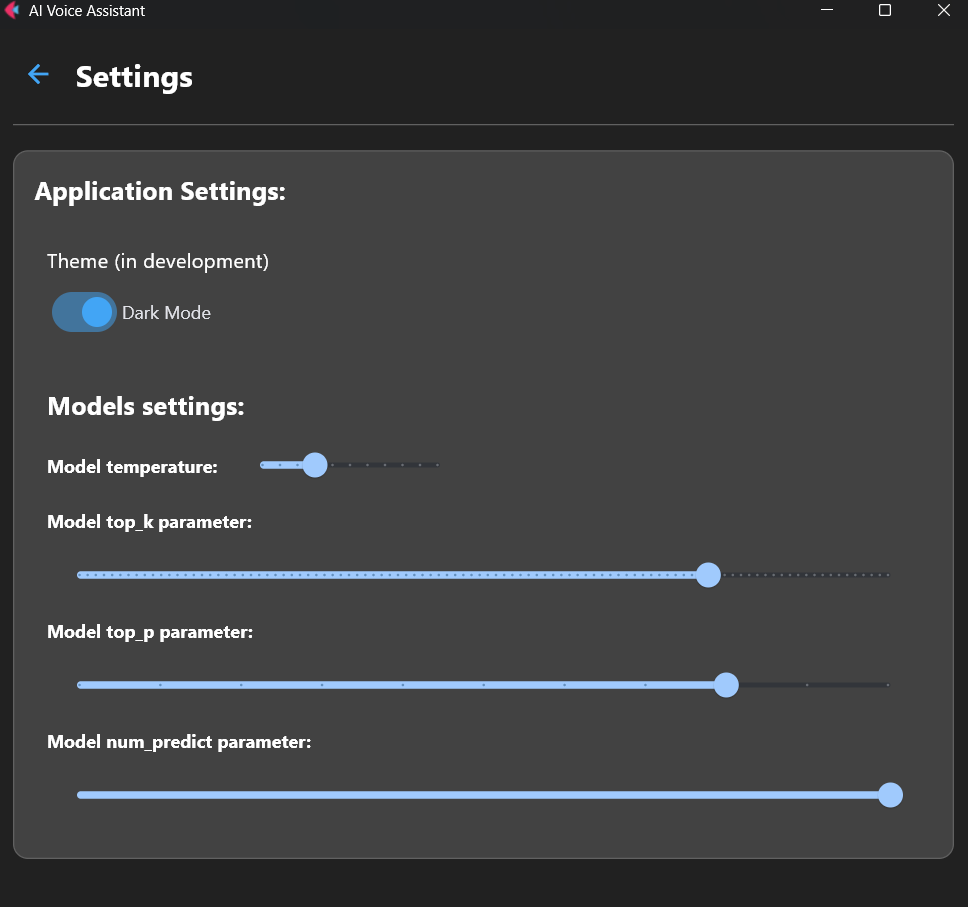 AI Voice Assistant
Settings
Application Settings:
Theme (in development)
Dark Mode
Models settings:
Model temperature:
Model top_k parameter:
Model top_p parameter:
Model num_predict parameter: